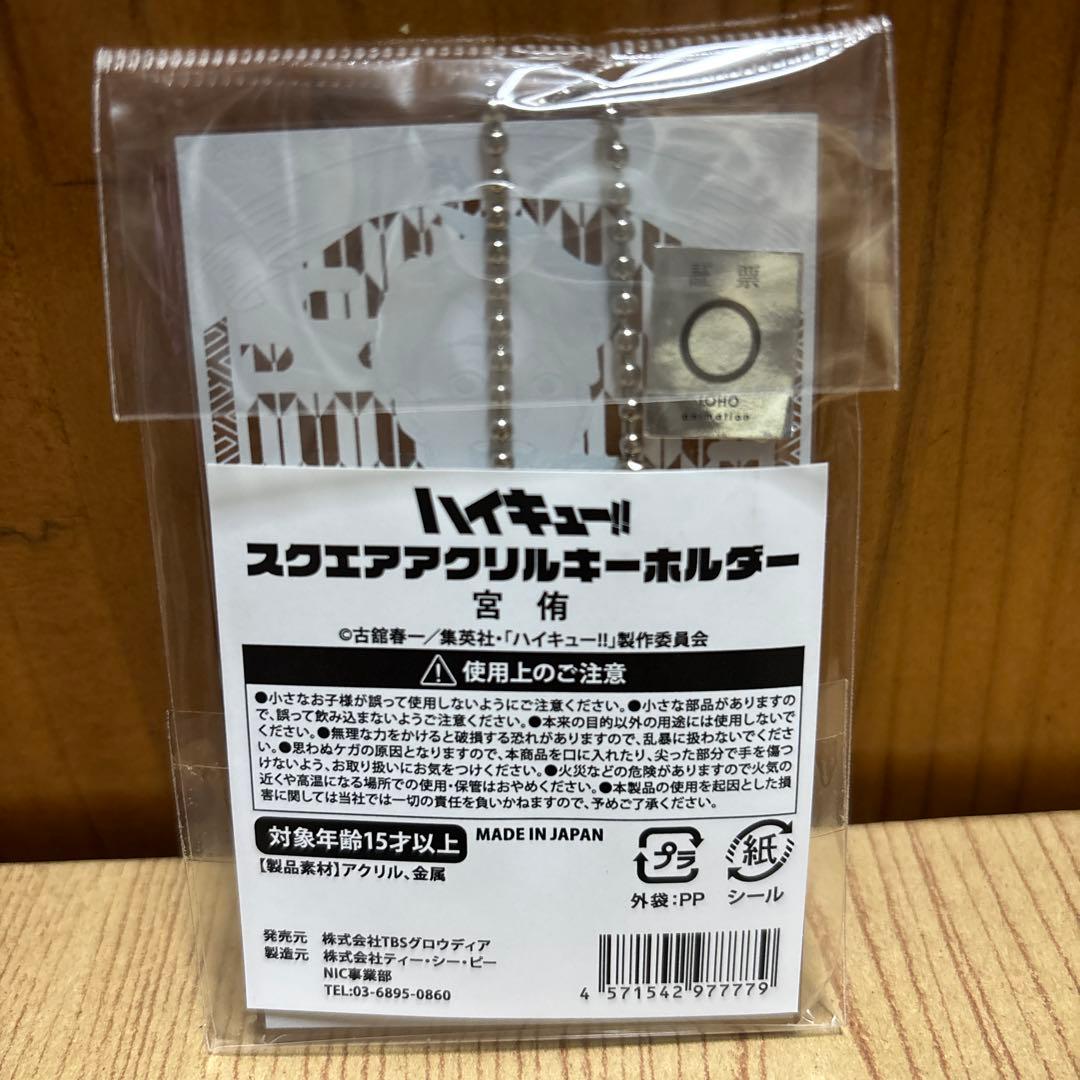 証 票
TOHO
animation
ハイキュー!!
スクエアアクリルキーホルダー
宮 侑
©古舘春一／集英社・「ハイキュー!!」製作委員会
使用上のご注意
●小さなお子様が誤って使用しないようにご注意ください。●小さな部品がありますの
で、誤って飲み込まないようご注意ください。●本来の目的以外の用途には使用しないで
ください。●無理な力をかけると破損する恐れがありますので、乱暴に扱わないでくださ
い。●思わぬケガの原因となりますので、本商品を口に入れたり、尖った部分で手を傷つ
けないよう、お取り扱いにお気をつけください。●火災などの危険がありますので火気の
近くや高温になる場所での使用・保管はおやめください。●本製品の使用を起因とした損
害に関しては当社では一切の責任を負いかねますので、予めご了承ください。
対象年齢15才以上
MADE IN JAPAN
【製品素材】アクリル、金属
プラ
外袋：PP
紙
シール
発売元 株式会社TBSグロウディア
製造元 株式会社ティー・シー・ピー
NIC事業部
TEL:03-6895-0860
4 571542 977779